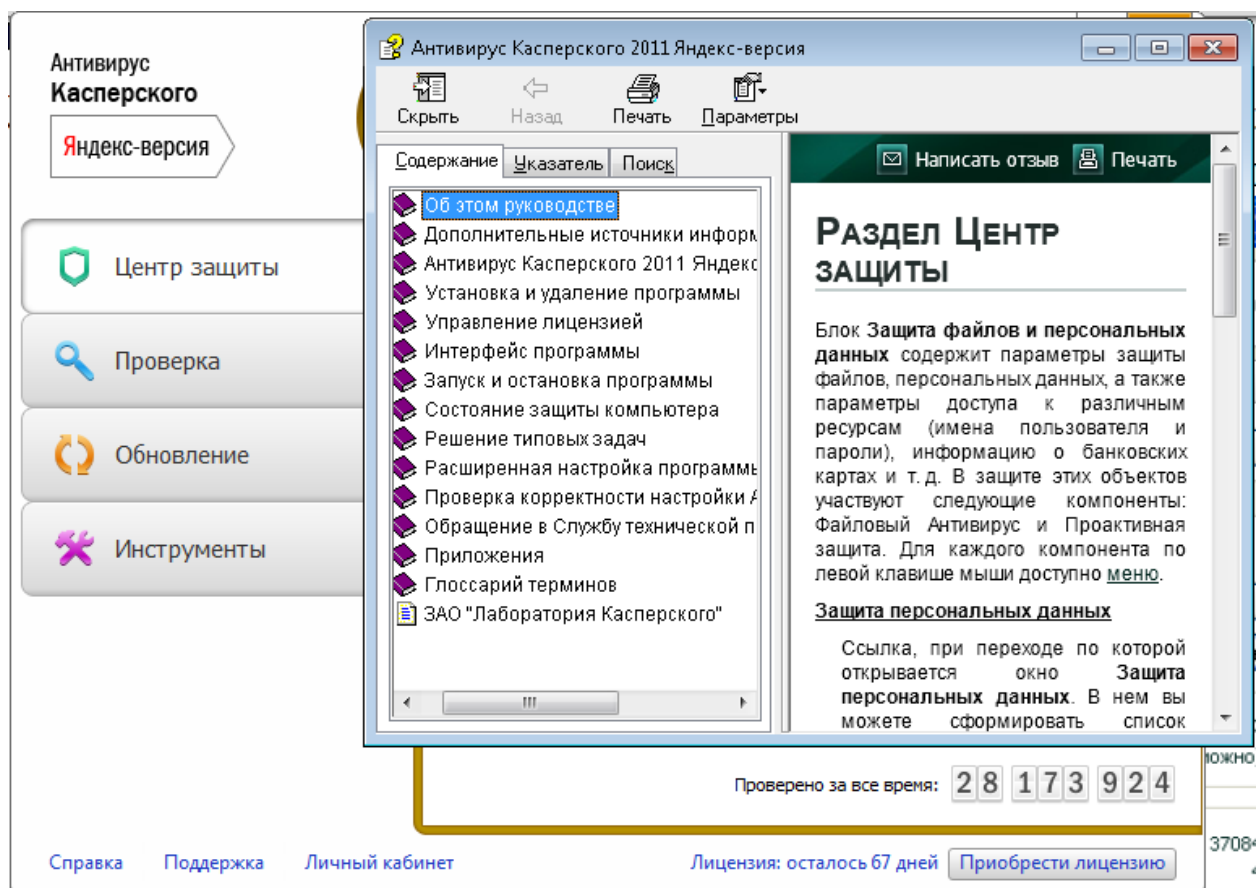 Антивирус
Касперского
Яндекс-версия
Центр защиты
Проверка
Обновление
Инструменты
Антивирус Касперского 2011 Яндекс-версия
Скрыть
Назад
Печать
Параметры
Содержание
Указатель
Поиск
Об этом руководстве
Дополнительные источники информ
Антивирус Касперского 2011 Яндекс
Установка и удаление программы
Управление лицензией
Интерфейс программы
Запуск и остановка программы
Состояние защиты компьютера
Решение типовых задач
Расширенная настройка программы
Проверка корректности настройки А
Обращение в Службу технической п
Приложения
Глоссарий терминов
ЗАО "Лаборатория Касперского"
Написать отзыв
Печать
РАЗДЕЛ ЦЕНТР
ЗАЩИТЫ
Блок Защита файлов и персональных
данных содержит параметры защиты
файлов, персональных данных, а также
параметры доступа к различным
ресурсам (имена пользователя и
пароли), информацию о банковских
картах и т. д. В защите этих объектов
участвуют следующие компоненты:
Файловый Антивирус и Проактивная
защита. Для каждого компонента по
левой клавише мыши доступно меню.
Защита персональных данных
Ссылка, при переходе по которой
открывается окно Защита
персональных данных. В нем вы
можете сформировать список
Проверено за все время: 28 173 924
Справка
Поддержка
Личный кабинет
Лицензия: осталось 67 дней
Приобрести лицензию
37084